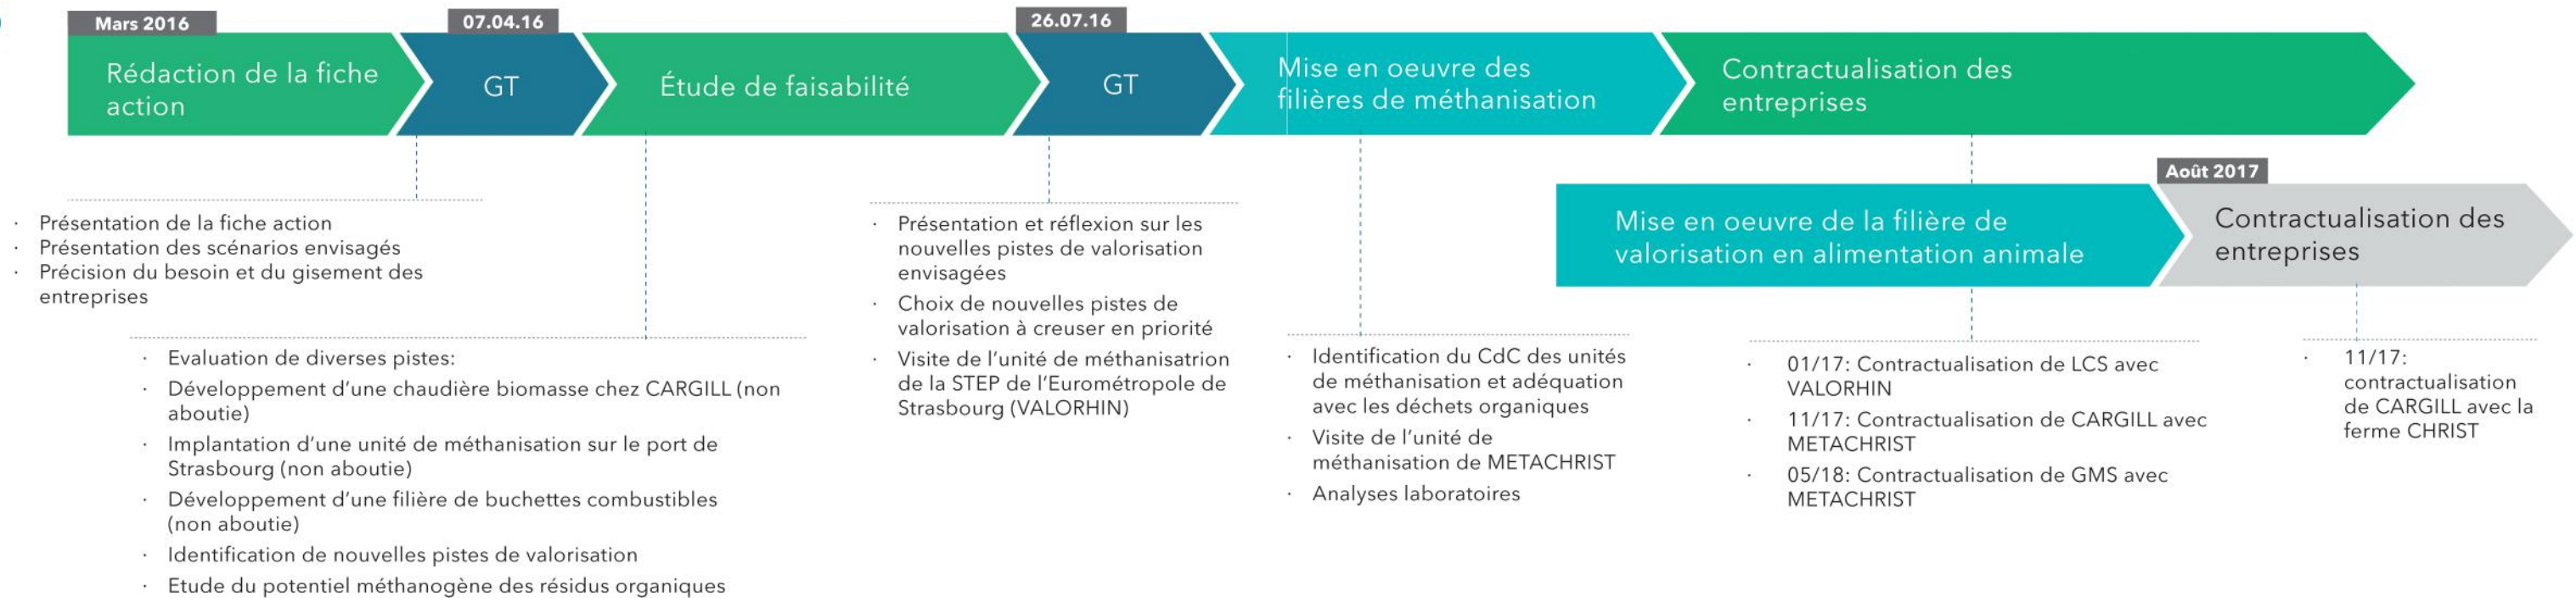 Mars 2016
07.04.16
26.07.16
Rédaction de la fiche
action
GT
Étude de faisabilité
GT
Mise en oeuvre des
filières de méthanisation
Contractualisation des
entreprises
Août 2017
Mise en oeuvre de la filière de
valorisation en alimentation animale
Contractualisation des
entreprises
· Présentation de la fiche action
· Présentation des scénarios envisagés
· Précision du besoin et du gisement des
entreprises
· Evaluation de diverses pistes:
· Développement d'une chaudière biomasse chez CARGILL (non
aboutie)
· Implantation d'une unité de méthanisation sur le port de
Strasbourg (non aboutie)
· Développement d'une filière de buchettes combustibles
(non aboutie)
· Identification de nouvelles pistes de valorisation
· Etude du potentiel méthanogène des résidus organiques
· Présentation et réflexion sur les
nouvelles pistes de valorisation
envisagées
· Choix de nouvelles pistes de
valorisation à creuser en priorité
· Visite de l'unité de méthanisatrion
de la STEP de l'Eurométropole de
Strasbourg (VALORHIN)
· Identification du CdC des unités
de méthanisation et adéquation
avec les déchets organiques
· Visite de l'unité de
méthanisation de METACHRIST
· Analyses laboratoires
· 01/17: Contractualisation de LCS avec
VALORHIN
· 11/17: Contractualisation de CARGILL avec
METACHRIST
· 05/18: Contractualisation de GMS avec
METACHRIST
· 11/17:
contractualisation
de CARGILL avec la
ferme CHRIST